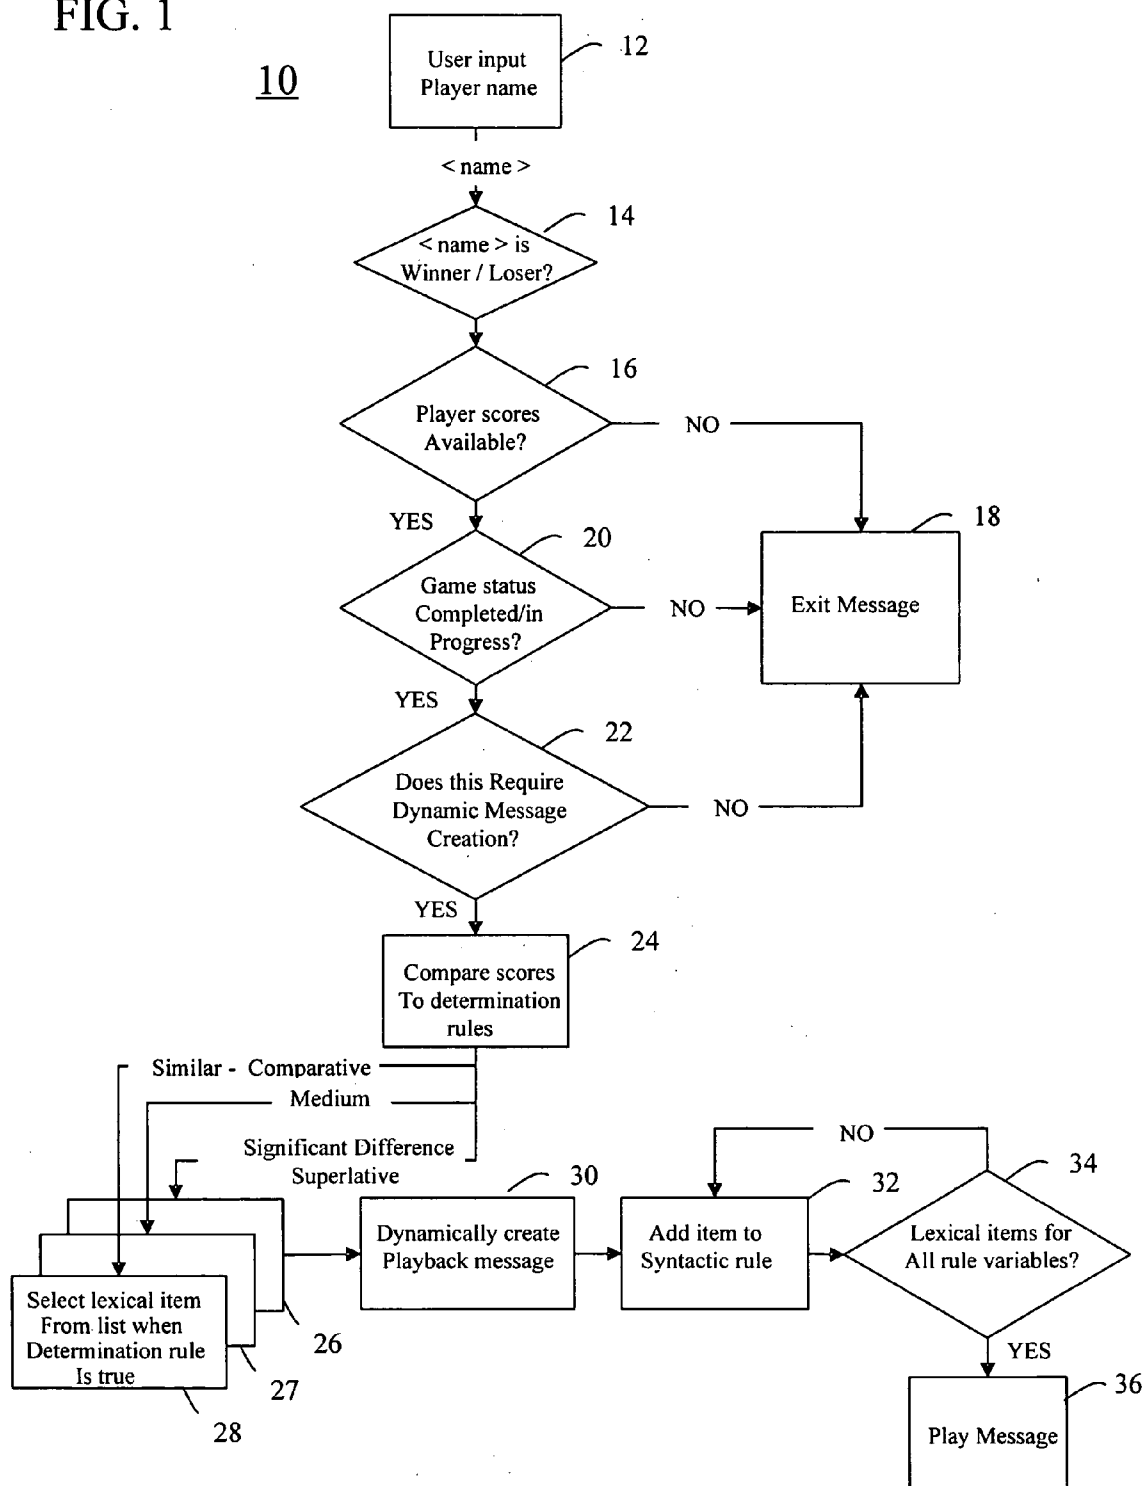 FIG. 1
10
User input
Player name
12
< name >
14
< name > is
Winner / Loser?
16
Player scores
Available?
NO
YES
18
20
Game status
Completed/in
Progress?
NO
Exit Message
YES
22
Does this Require
Dynamic Message
Creation?
NO
YES
24
Compare scores
To determination
rules
Similar - Comparative
Medium
Significant Difference
Superlative
NO
30
32
34
Dynamically create
Playback message
Add item to
Syntactic rule
Lexical items for
All rule variables?
Select lexical item
From list when
Determination rule
Is true
26
27
28
YES
36
Play Message